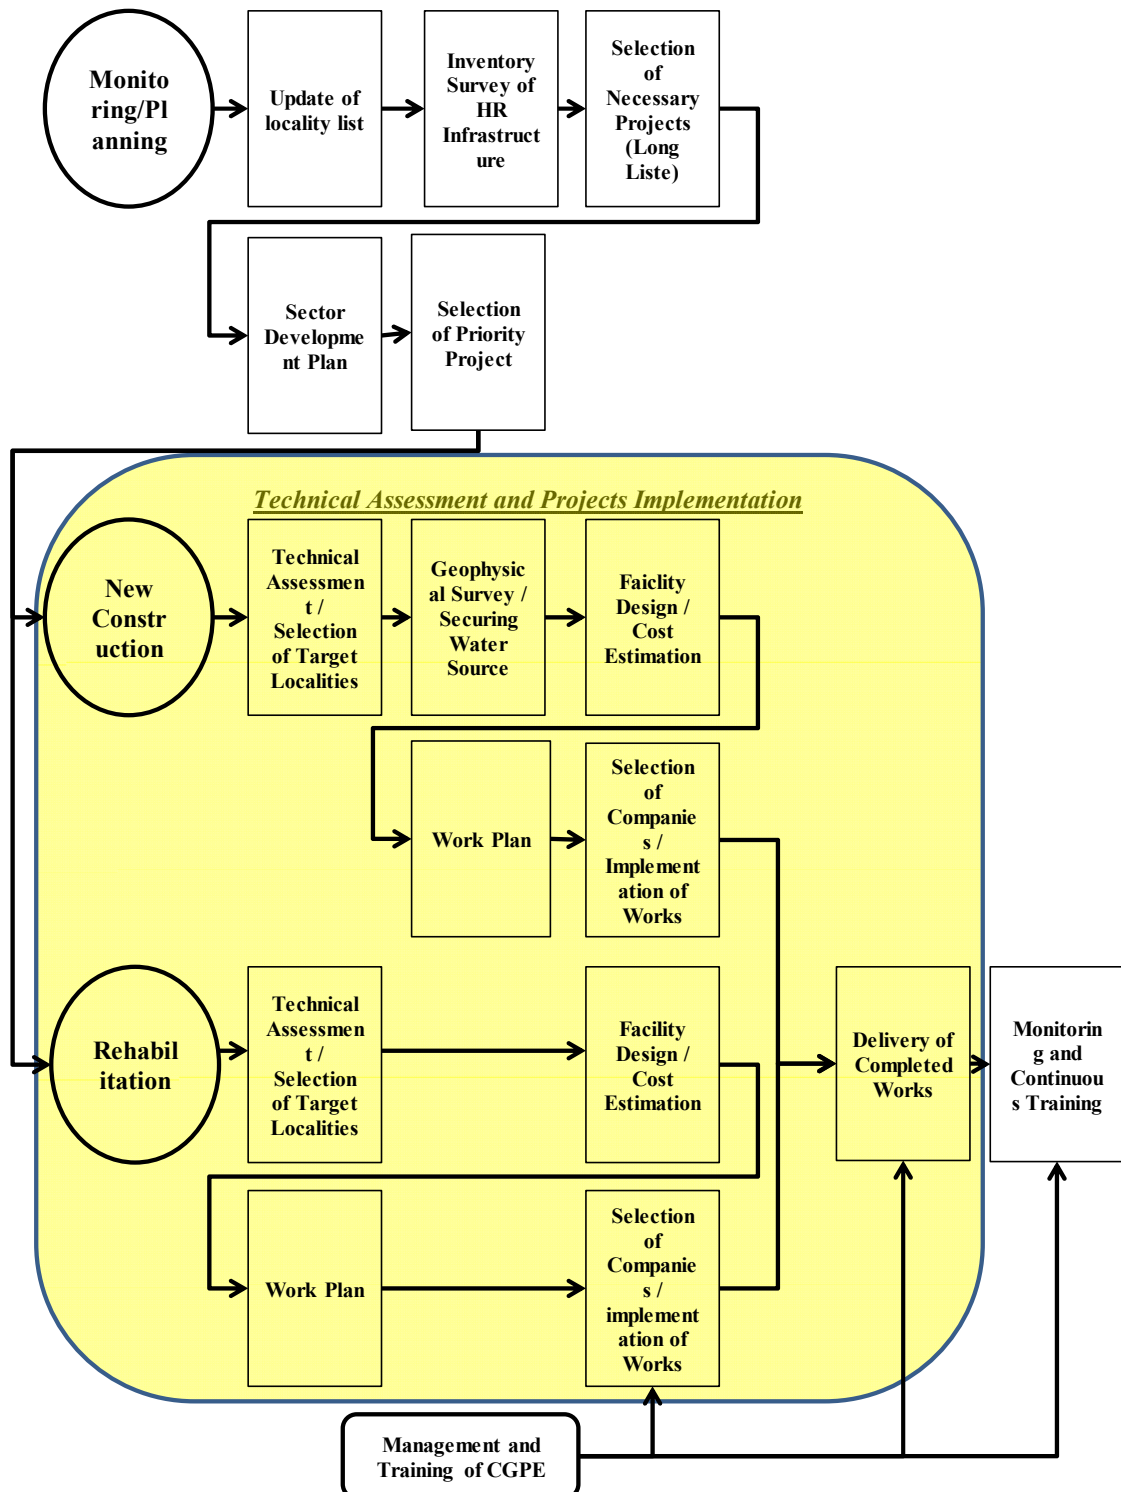 Monito
ring/Pl
anning
Update of
locality list
Inventory
Survey of
HR
Infrastruct
ure
Selection
of
Necessary
Projects
(Long
Liste)
Sector
Developme
nt Plan
Selection
of Priority
Project
Technical Assessment and Projects Implementation
New
Constr
uction
Technical
Assessmen
t /
Selection
of Target
Localities
Geophysic
al Survey /
Securing
Water
Source
Faiclity
Design /
Cost
Estimation
Work Plan
Selection
of
Companie
s /
Implement
ation of
Works
Rehabil
itation
Technical
Assessmen
t /
Selection
of Target
Localities
Facility
Design /
Cost
Estimation
Delivery of
Completed
Works
Monitorin
g and
Continuou
s Training
Work Plan
Selection
of
Companie
s /
implement
ation of
Works
Management and
Training of CGPE